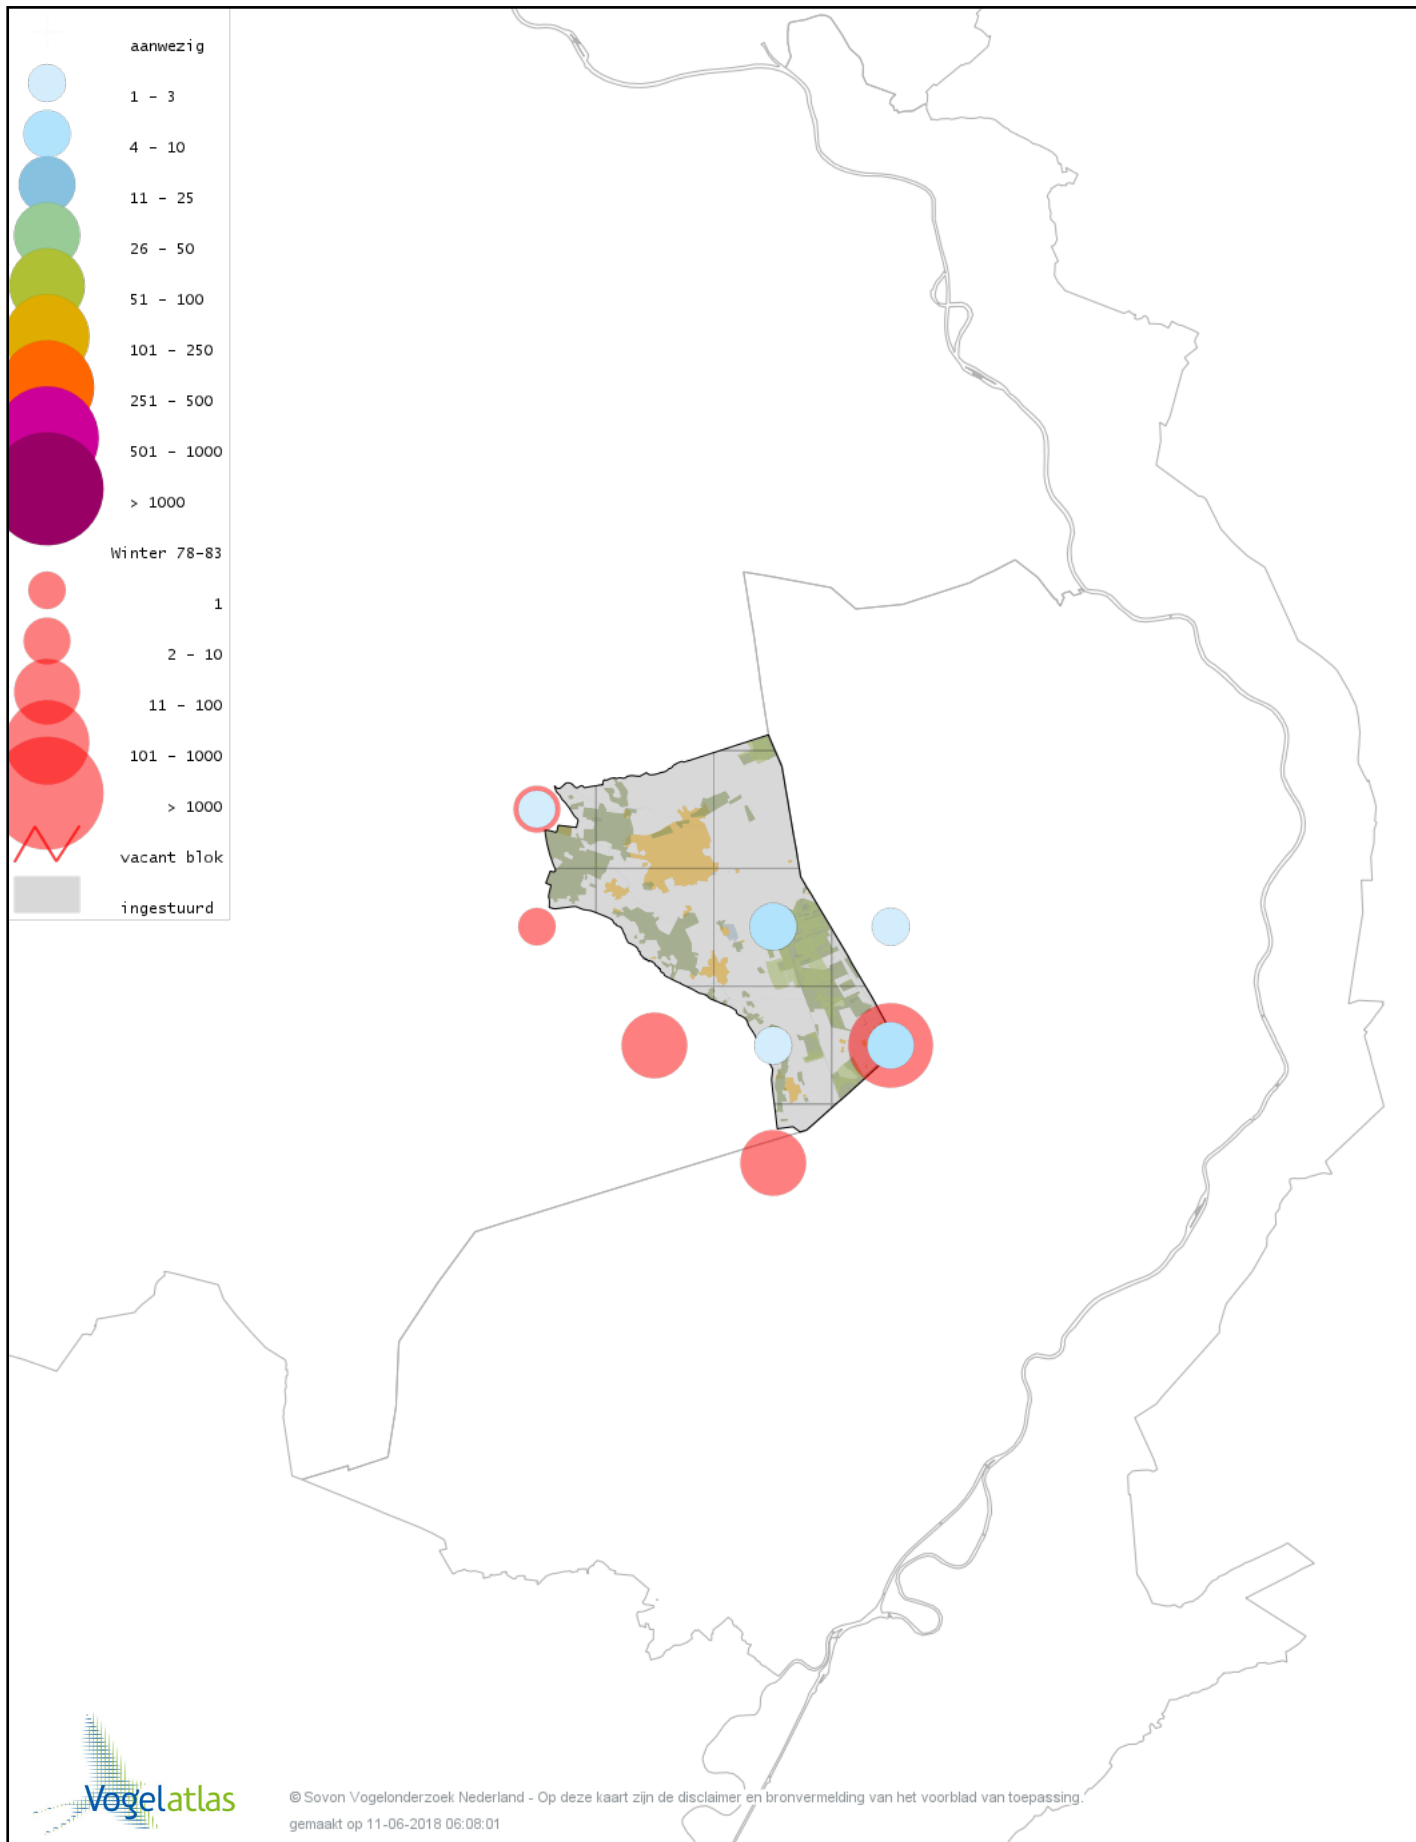 aanwezig
1 - 3
4 - 10
11 - 25
26 - 50
51 - 100
101 - 250
251 - 500
501 - 1000
> 1000
Winter 78-83
1
2 - 10
11 - 100
101 - 1000
> 1000
vacant blok
ingestuurd
Vogelatlas
© Sovon Vogelonderzoek Nederland - Op deze kaart zijn de disclaimer en bronvermelding van het voorblad van toepassing.
gemaakt op 11-06-2018 06:08:01